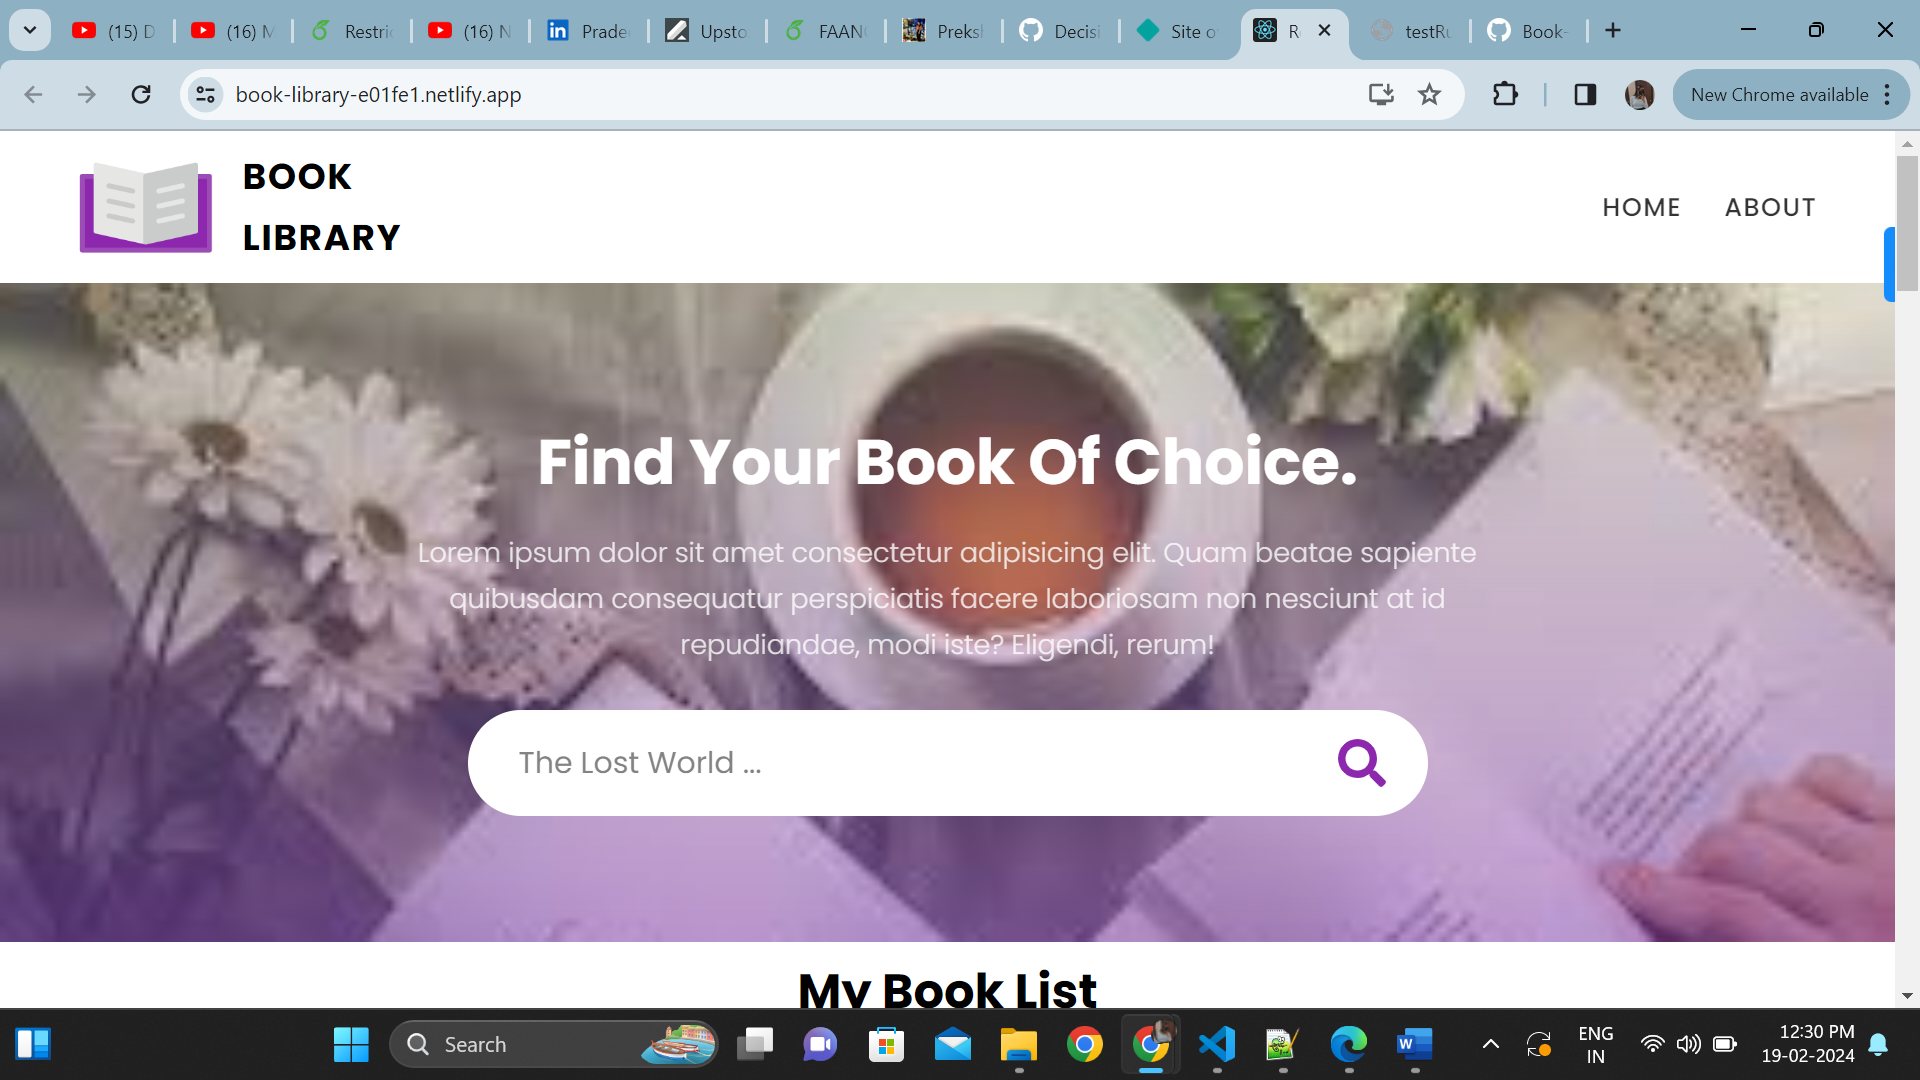 (15) D
(16) M
Restric
(16) N
Prade
Upsto
FAAN
Preksh
Decisi
Site o
R
testRu
Book-
book-library-e01fe1.netlify.app
New Chrome available
BOOK
LIBRARY
HOME
ABOUT
Find Your Book Of Choice.
Lorem ipsum dolor sit amet consectetur adipisicing elit. Quam beatae sapiente
quibusdam consequatur perspiciatis facere laboriosam non nesciunt at id
repudiandae, modi iste? Eligendi, rerum!
The Lost World ...
My Book List
Search
ENG
IN
12:30 PM
19-02-2024